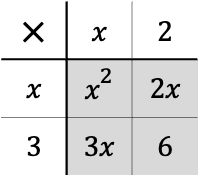 × x 2
x x² 2x
3 3x 6